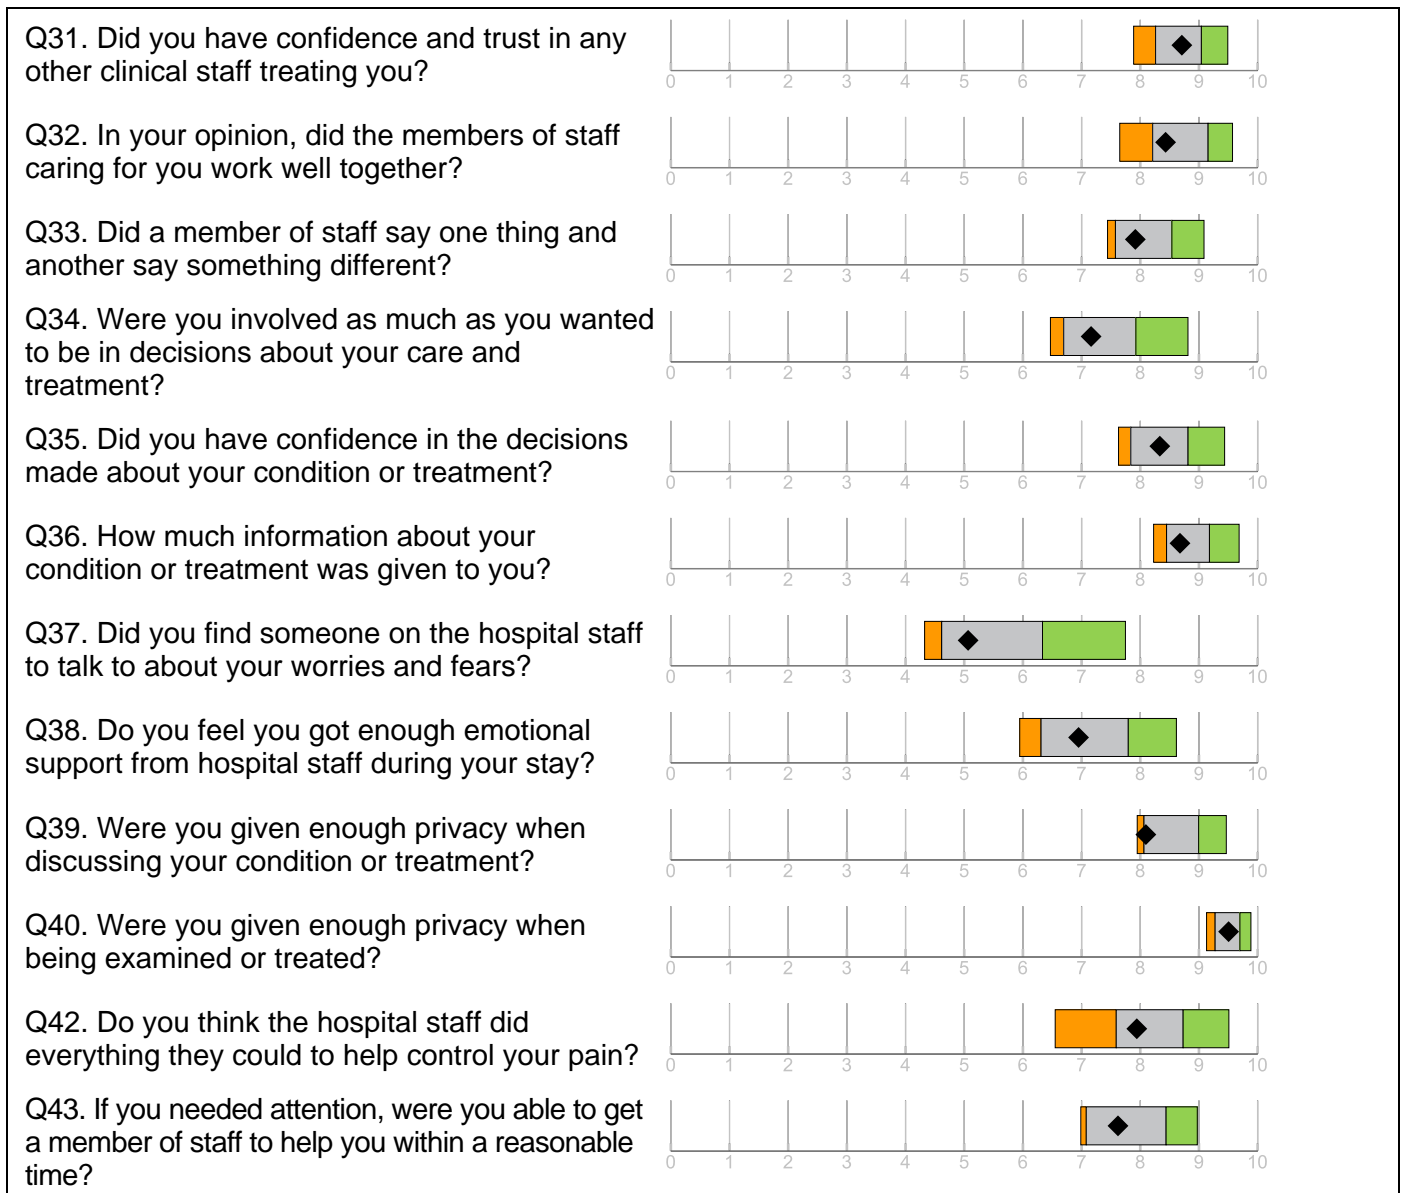 Q31. Did you have confidence and trust in any
other clinical staff treating you?
0 1 2 3 4 5 6 7 8 9 10
Q32. In your opinion, did the members of staff
caring for you work well together?
0 1 2 3 4 5 6 7 8 9 10
Q33. Did a member of staff say one thing and
another say something different?
0 1 2 3 4 5 6 7 8 9 10
Q34. Were you involved as much as you wanted
to be in decisions about your care and
treatment?
0 1 2 3 4 5 6 7 8 9 10
Q35. Did you have confidence in the decisions
made about your condition or treatment?
0 1 2 3 4 5 6 7 8 9 10
Q36. How much information about your
condition or treatment was given to you?
0 1 2 3 4 5 6 7 8 9 10
Q37. Did you find someone on the hospital staff
to talk to about your worries and fears?
0 1 2 3 4 5 6 7 8 9 10
Q38. Do you feel you got enough emotional
support from hospital staff during your stay?
0 1 2 3 4 5 6 7 8 9 10
Q39. Were you given enough privacy when
discussing your condition or treatment?
0 1 2 3 4 5 6 7 8 9 10
Q40. Were you given enough privacy when
being examined or treated?
0 1 2 3 4 5 6 7 8 9 10
Q42. Do you think the hospital staff did
everything they could to help control your pain?
0 1 2 3 4 5 6 7 8 9 10
Q43. If you needed attention, were you able to get
a member of staff to help you within a reasonable
time?
0 1 2 3 4 5 6 7 8 9 10